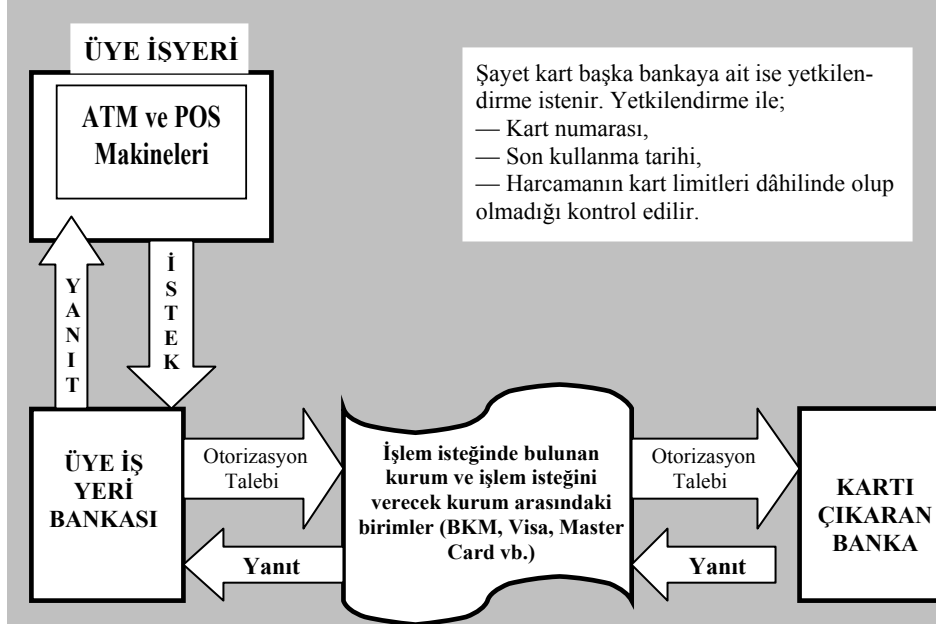 ÜYE İŞYERİ
ATM ve POS
Makineleri
Şayet kart başka bankaya ait ise yetkilen-
dirme istenir. Yetkilendirme ile;
— Kart numarası,
— Son kullanma tarihi,
— Harcamanın kart limitleri dâhilinde olup
olmadığı kontrol edilir.
YANIT
İSTEK
ÜYE İŞ
YERİ
BANKASI
Otorizasyon
Talebi
Yanıt
İşlem isteğinde bulunan
kurum ve işlem isteğini
verecek kurum arasındaki
birimler (BKM, Visa, Master
Card vb.)
Otorizasyon
Talebi
Yanıt
KARTI
ÇIKARAN
BANKA